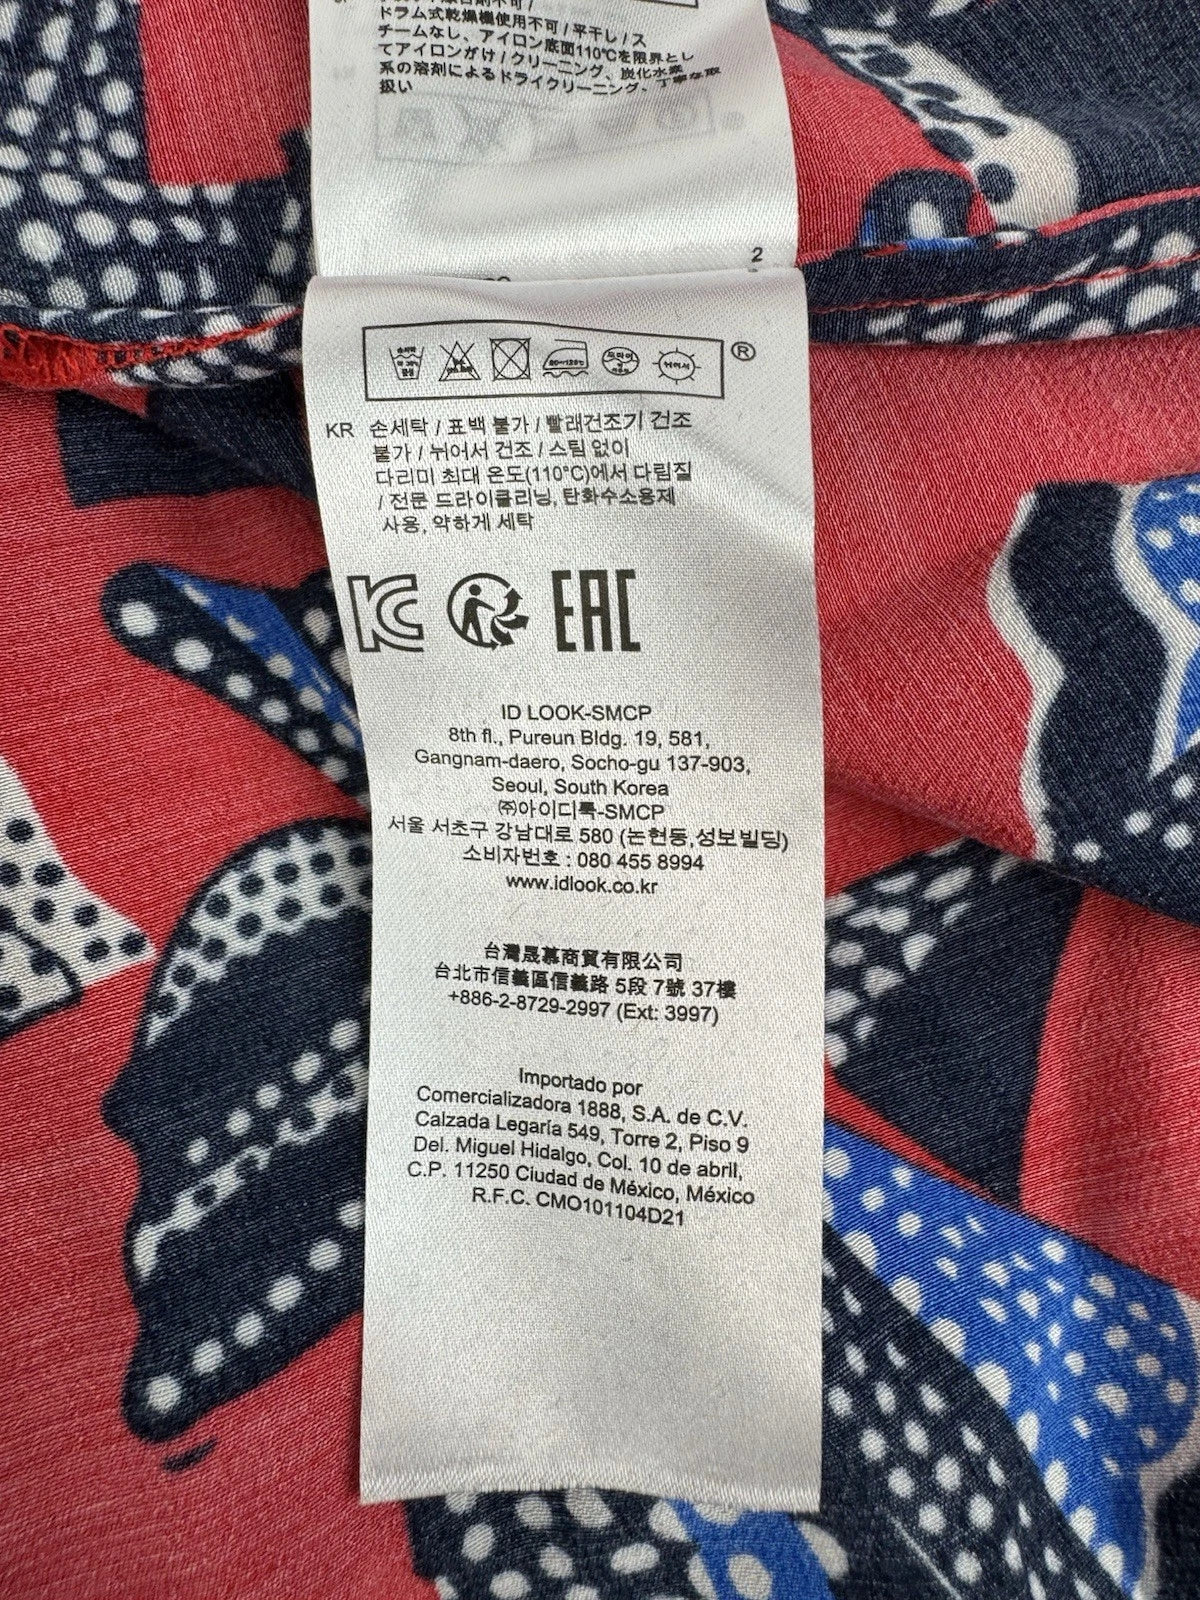 ドラム式乾燥機使用不可 / 平干し / ス
チームなし、アイロン底面110℃を限界とし
てアイロンがけ / クリーニング、炭化水素
系の溶剤によるドライクリーニング、丁寧な取
扱い
2
®
KR 손세탁 / 표백 불가 / 빨래건조기 건조
불가 / 뉘어서 건조 / 스팀 없이
다리미 최대 온도(110°C)에서 다림질
/ 전문 드라이클리닝, 탄화수소용제
사용, 약하게 세탁
KC EAC
ID LOOK-SMCP
8th fl., Pureun Bldg. 19, 581,
Gangnam-daero, Socho-gu 137-903,
Seoul, South Korea
㈜아이디룩-SMCP
서울 서초구 강남대로 580 (논현동,성보빌딩)
소비자번호 : 080 455 8994
www.idlook.co.kr
台灣晟慕商貿有限公司
台北市信義區信義路 5段 7號 37樓
+886-2-8729-2997 (Ext: 3997)
Importado por
Comercializadora 1888, S.A. de C.V.
Calzada Legaría 549, Torre 2, Piso 9
Del. Miguel Hidalgo, Col. 10 de abril,
C.P. 11250 Ciudad de México, México
R.F.C. CMO101104D21